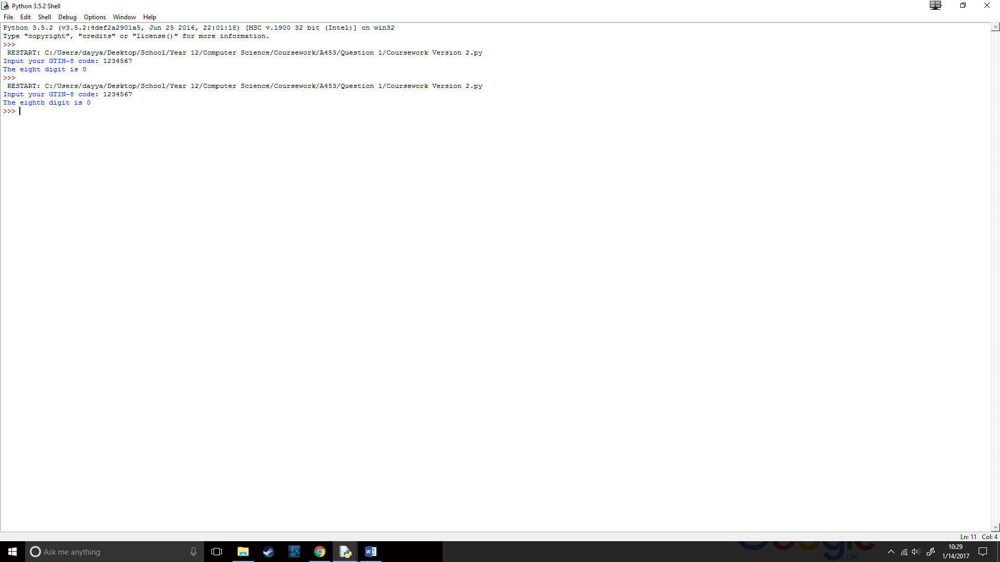 Python 3.5.2 Shell
File Edit Shell Debug Options Window Help
Python 3.5.2 (v3.5.2:4def2a2901a5, Jun 25 2016, 22:01:18) [MSC v.1900 32 bit (Intel)] on win32
Type "copyright", "credits" or "license()" for more information.
>>>
RESTART: C:/Users/dayya/Desktop/School/Year 12/Computer Science/Coursework/A453/Question 1/Coursework Version 2.py
Input your GTIN-8 code: 1234567
The eight digit is 0
>>>
RESTART: C:/Users/dayya/Desktop/School/Year 12/Computer Science/Coursework/A453/Question 1/Coursework Version 2.py
Input your GTIN-8 code: 1234567
The eighth digit is 0
>>>
Ln: 11 Col: 4
Ask me anything
Google
UK
10:29
1/14/2017